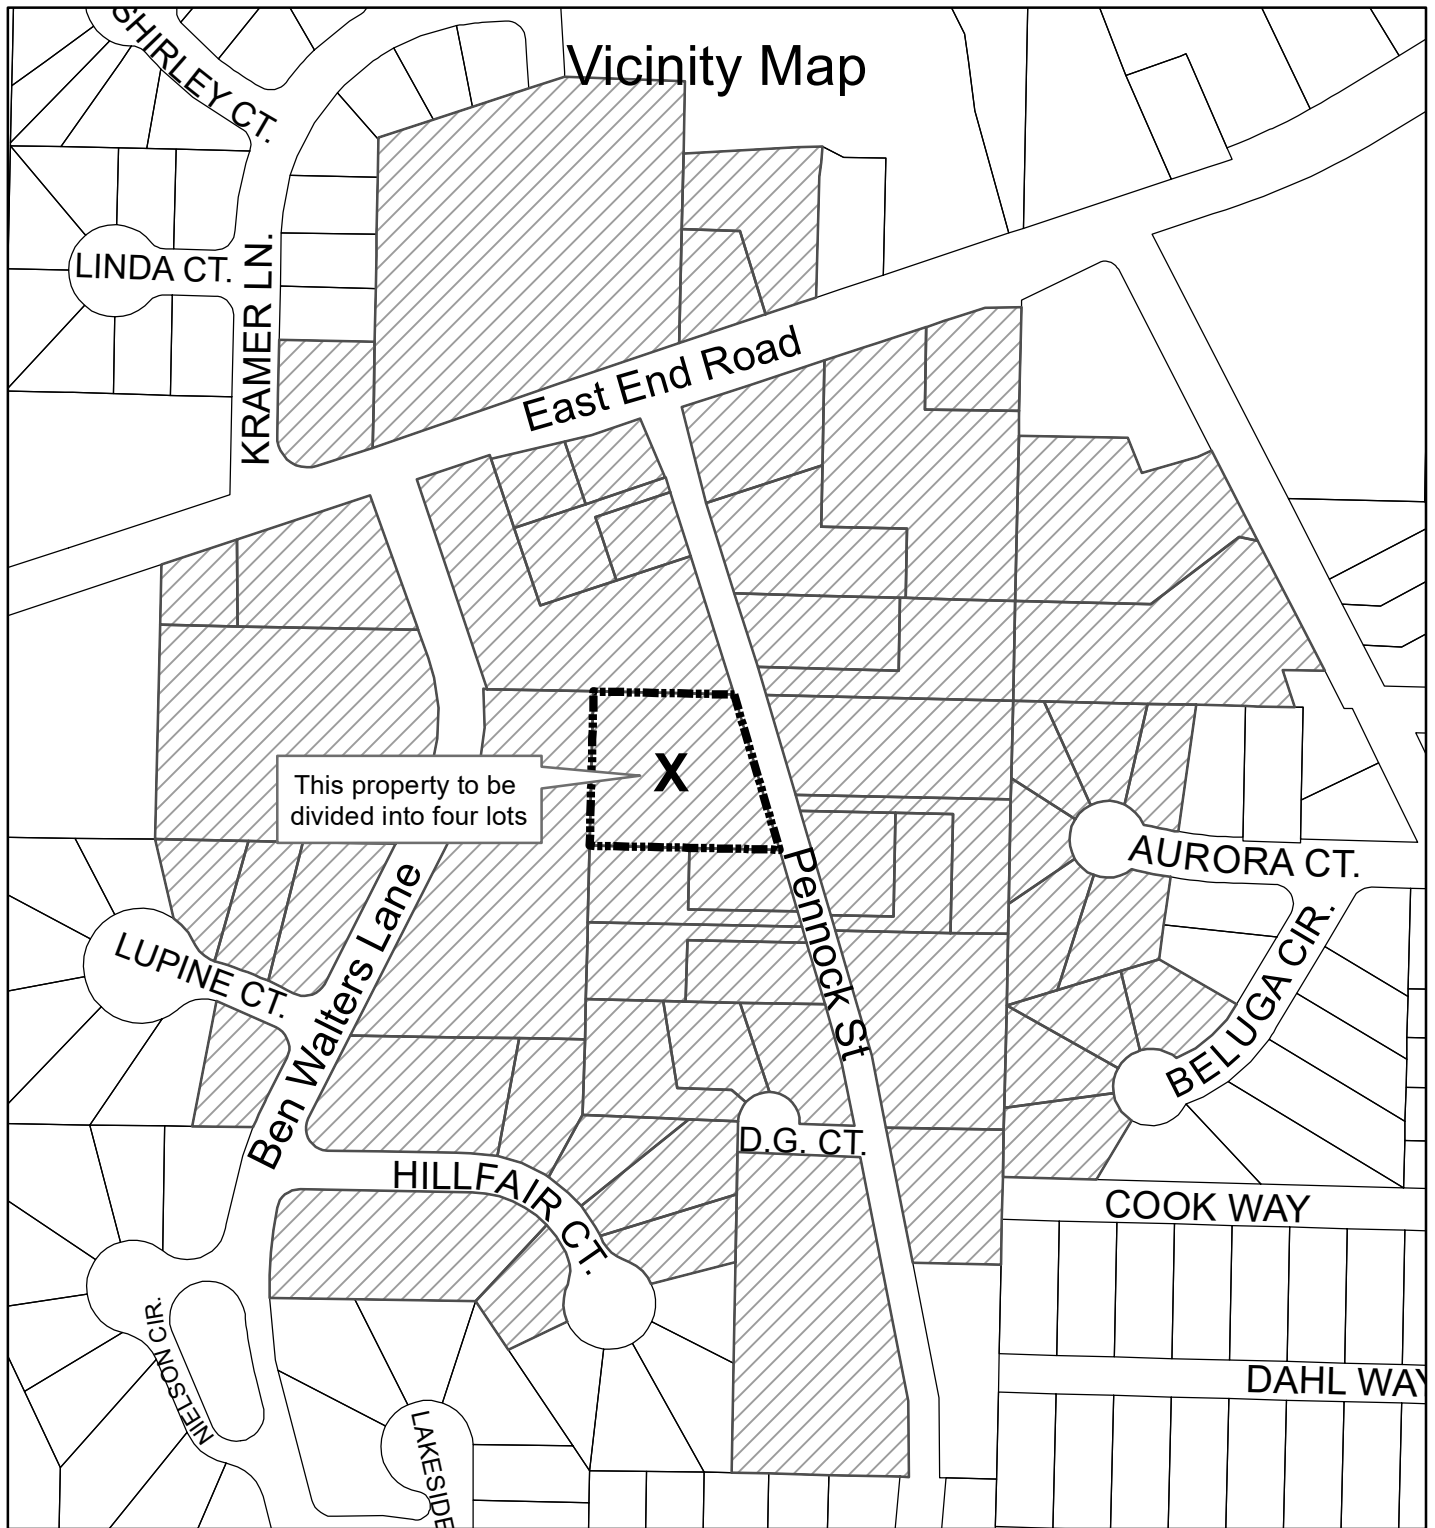 Vicinity Map
SHIRLEY CT.
LINDA CT.
KRAMER LN.
East End Road
X
This property to be
divided into four lots
Pennock St
AURORA CT.
LUPINE CT.
Ben Walters Lane
BELUGA CIR.
D.G. CT.
HILLFAIR CT.
COOK WAY
NIELSON CIR.
DAHL WAY
LAKESIDE